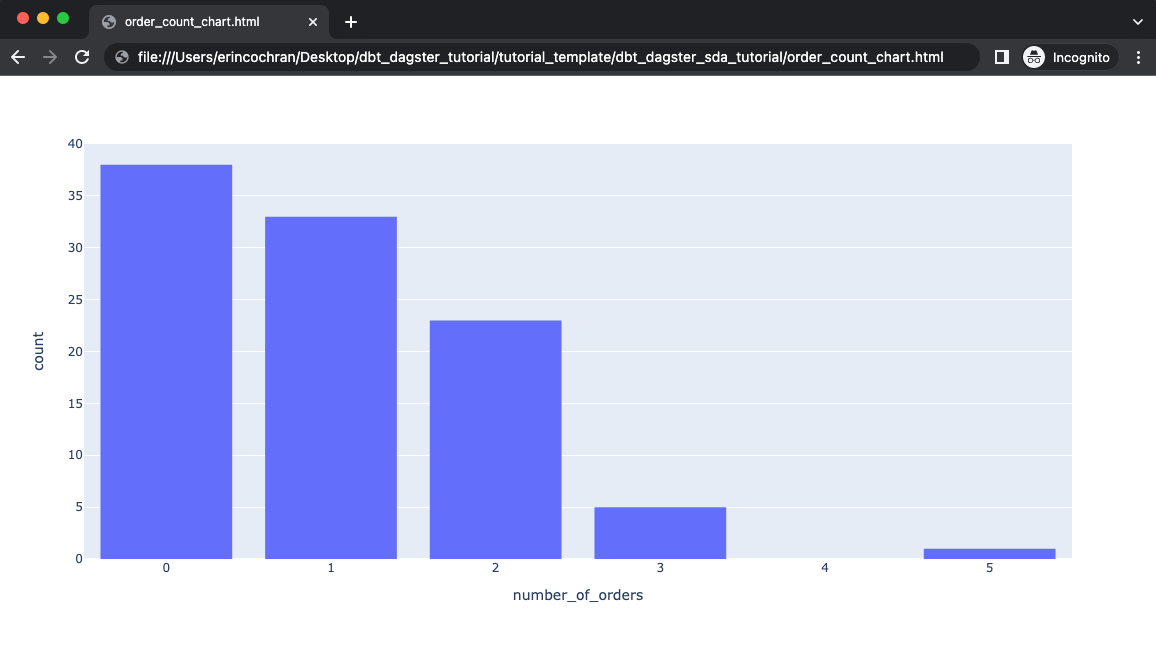 order_count_chart.html
file:///Users/erincochran/Desktop/dbt_dagster_tutorial/tutorial_template/dbt_dagster_sda_tutorial/order_count_chart.html
Incognito
40
35
30
25
20
15
10
5
0
count
0 1 2 3 4 5
number_of_orders